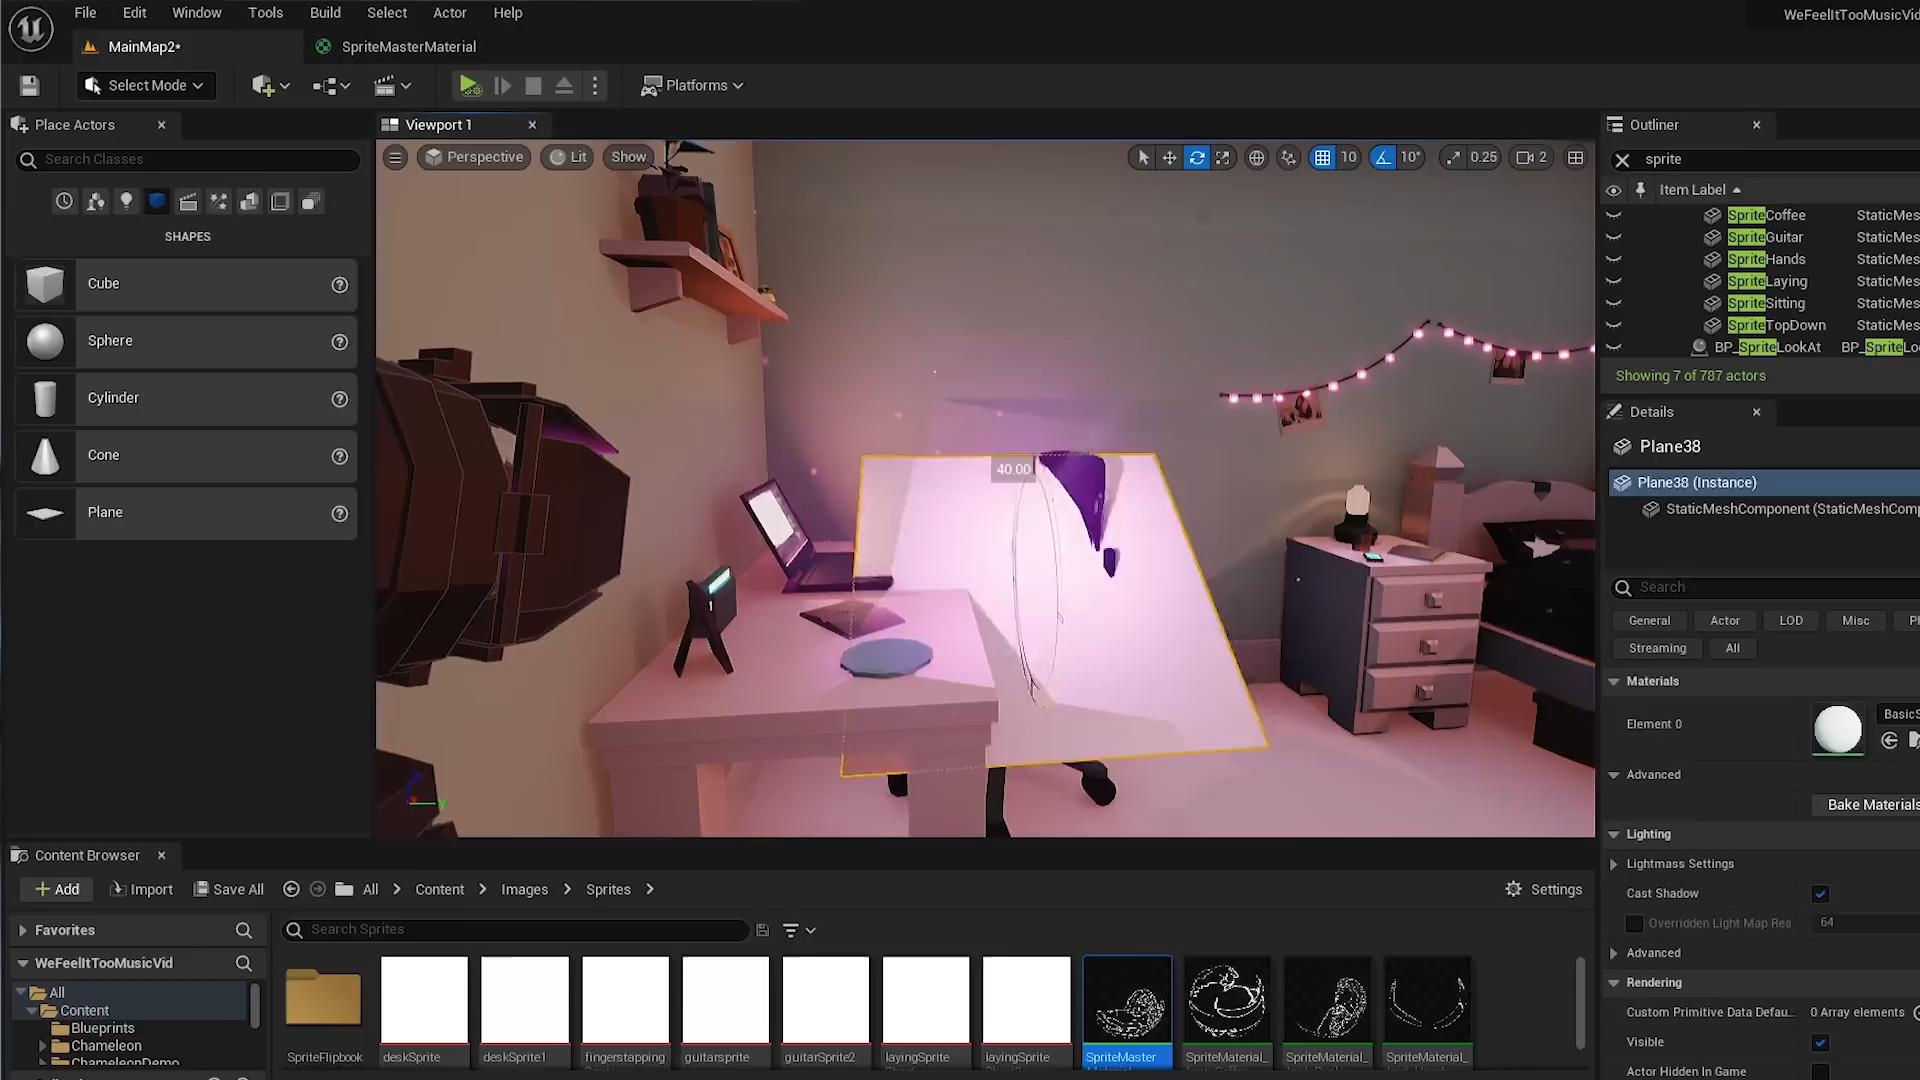 File Edit Window Tools Build Select Actor Help
WeFeelItTooMusicVid
MainMap2*
SpriteMasterMaterial
Select Mode
Platforms
Place Actors
Viewport 1
Outliner
Search Classes
Perspective
Lit
Show
10
10°
0.25
2
sprite
Item Label
SHAPES
SpriteCoffee StaticMes
SpriteGuitar StaticMes
SpriteHands StaticMes
SpriteLaying StaticMes
SpriteSitting StaticMes
SpriteTopDown StaticMes
BP_SpriteLookAt BP_SpriteLo
Showing 7 of 787 actors
Cube
Sphere
Cylinder
Cone
Plane
Details
Plane38
Plane38 (Instance)
StaticMeshComponent (StaticMeshComp
40.00
Search
General Actor LOD Misc
Streaming All
Materials
Element 0
BasicS
Advanced
Bake Materials
Lighting
Lightmass Settings
Cast Shadow
Overridden Light Map Res 64
Advanced
Rendering
Custom Primitive Data Defau... 0 Array elements
Visible
Actor Hidden In Game
Content Browser
Add
Import
Save All
All
Content
Images
Sprites
Settings
Favorites
Search Sprites
WeFeelItTooMusicVid
All
Content
Blueprints
Chameleon
ChameleonDemo
SpriteFlipbook
deskSprite
deskSprite1
fingerstapping
guitarsprite
guitarSprite2
layingSprite
layingSprite
SpriteMaster
SpriteMaterial_
SpriteMaterial_
SpriteMaterial_